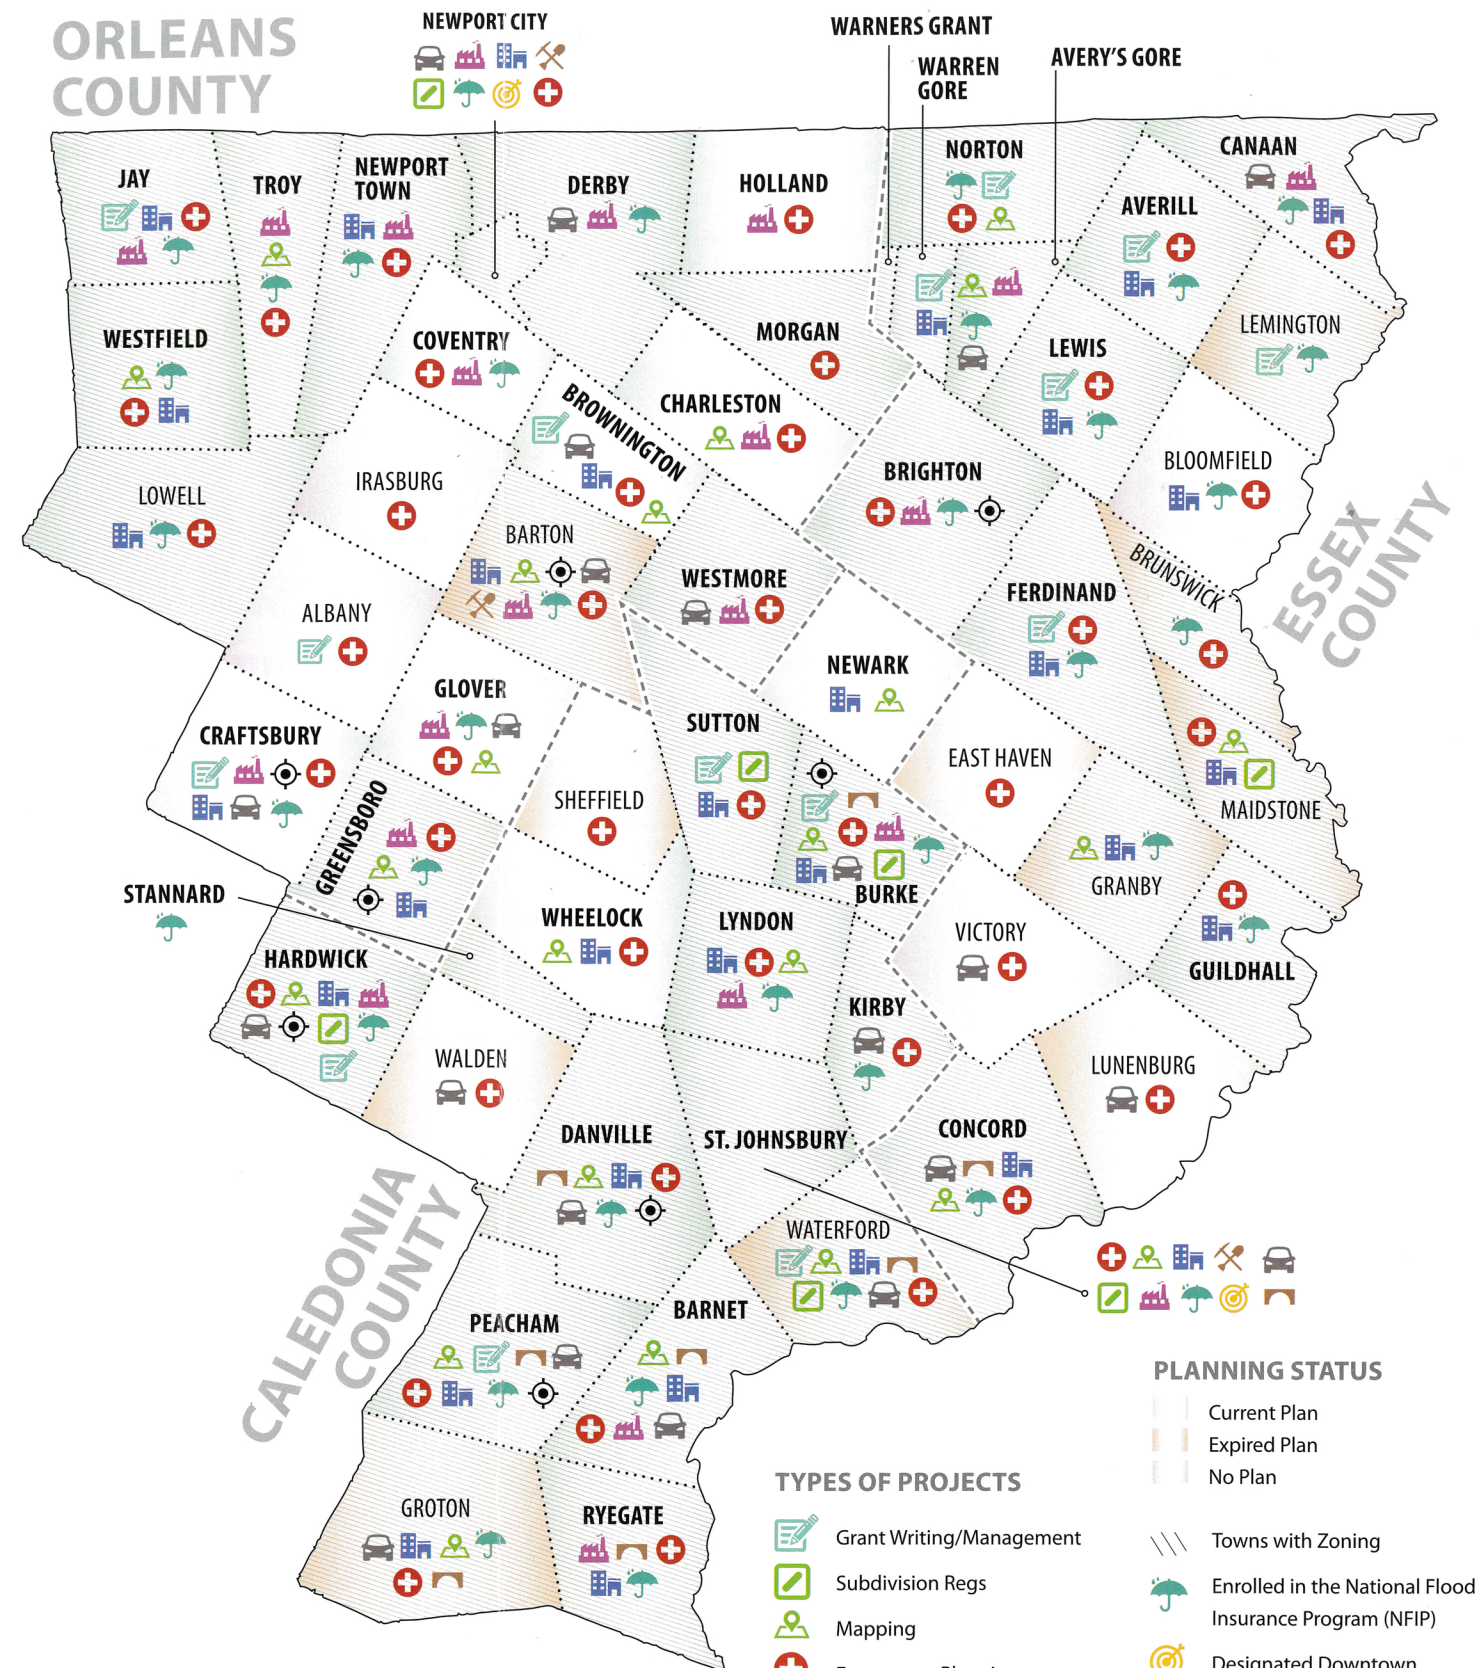 ORLEANS
COUNTY
NEWPORT CITY
WARNERS GRANT
WARREN
GORE
AVERY'S GORE
JAY
TROY
NEWPORT
TOWN
DERBY
HOLLAND
NORTON
CANAAN
AVERILL
WESTFIELD
COVENTRY
MORGAN
LEWIS
LEMINGTON
BROWNINGTON
CHARLESTON
LOWELL
IRASBURG
BRIGHTON
BLOOMFIELD
ESSEX
COUNTY
BARTON
WESTMORE
FERDINAND
BRUNSWICK
ALBANY
NEWARK
GLOVER
CRAFTSBURY
SUTTON
EAST HAVEN
GREENSBORO
SHEFFIELD
MAIDSTONE
STANNARD
BURKE
GRANBY
WHEELOCK
LYNDON
VICTORY
HARDWICK
GUILDHALL
KIRBY
WALDEN
LUNENBURG
DANVILLE
ST. JOHNSBURY
CONCORD
CALEDONIA
COUNTY
WATERFORD
PEACHAM
BARNET
GROTON
RYEGATE
PLANNING STATUS
Current Plan
Expired Plan
No Plan
TYPES OF PROJECTS
Grant Writing/Management
Subdivision Regs
Mapping
Towns with Zoning
Enrolled in the National Flood
Insurance Program (NFIP)
Designated Downtown